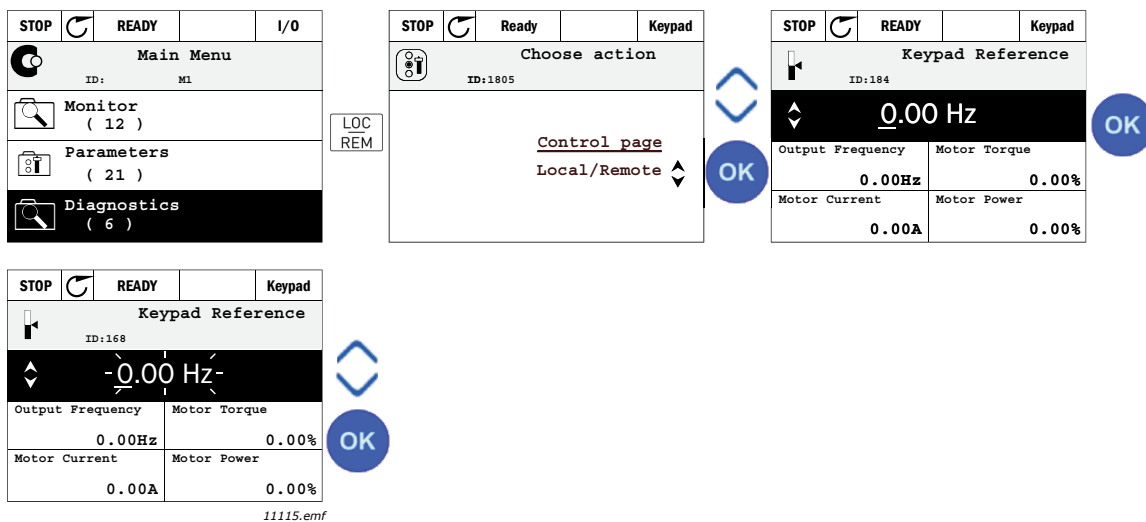 STOP READY I/O
Main Menu
ID: M1
Monitor
( 12 )
Parameters
( 21 )
Diagnostics
( 6 )
LOC
REM
STOP Ready Keypad
Choose action
ID:1805
Control page
Local/Remote
OK
STOP READY Keypad
Keypad Reference
ID:184
0.00 Hz
Output Frequency Motor Torque
0.00Hz 0.00%
Motor Current Motor Power
0.00A 0.00%
OK
STOP READY Keypad
Keypad Reference
ID:168
0.00 Hz
Output Frequency Motor Torque
0.00Hz 0.00%
Motor Current Motor Power
0.00A 0.00%
OK
11115.emf